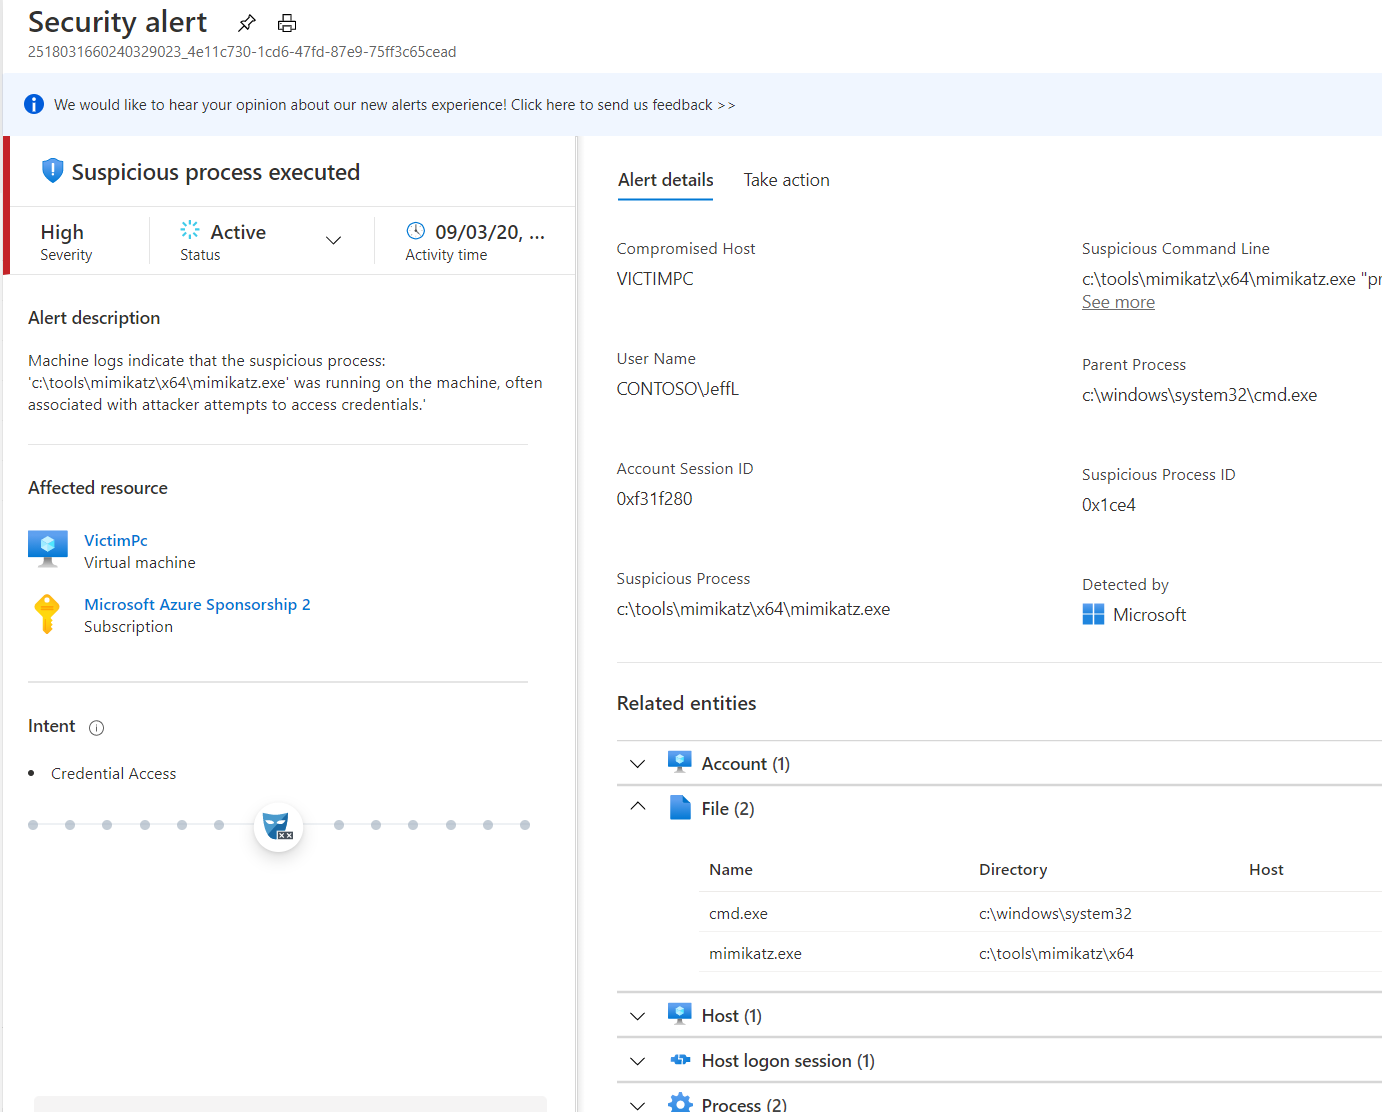 Security alert
2518031660240329023_4e11c730-1cd6-47fd-87e9-75ff3c65cead
We would like to hear your opinion about our new alerts experience! Click here to send us feedback >>
Suspicious process executed
High
Severity
Active
Status
09/03/20, ...
Activity time
Alert description
Machine logs indicate that the suspicious process:
'c:\tools\mimikatz\x64\mimikatz.exe' was running on the machine, often
associated with attacker attempts to access credentials.'
Affected resource
VictimPc
Virtual machine
Microsoft Azure Sponsorship 2
Subscription
Intent
Credential Access
Alert details
Take action
Compromised Host
VICTIMPC
Suspicious Command Line
c:\tools\mimikatz\x64\mimikatz.exe "pr
See more
User Name
CONTOSO\JeffL
Parent Process
c:\windows\system32\cmd.exe
Account Session ID
0xf31f280
Suspicious Process ID
0x1ce4
Suspicious Process
c:\tools\mimikatz\x64\mimikatz.exe
Detected by
Microsoft
Related entities
Account (1)
File (2)
Name Directory Host
cmd.exe c:\windows\system32
mimikatz.exe c:\tools\mimikatz\x64
Host (1)
Host logon session (1)
Process (2)